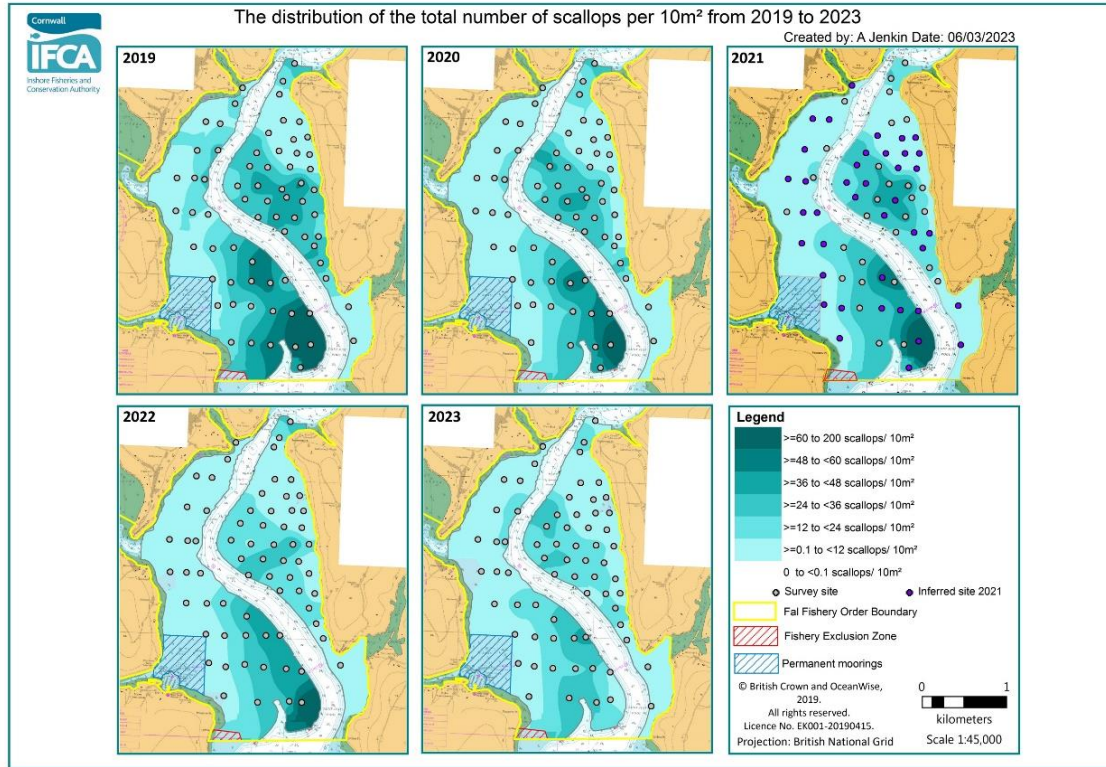 The distribution of the total number of scallops per 10m² from 2019 to 2023
Created by: A Jenkin Date: 06/03/2023
Cornwall
IFCA
Inshore Fisheries and
Conservation Authority
2019
2020
2021
2022
2023
Legend
>=60 to 200 scallops/ 10m²
>=48 to <60 scallops/ 10m²
>=36 to <48 scallops/ 10m²
>=24 to <36 scallops/ 10m²
>=12 to <24 scallops/ 10m²
>=0.1 to <12 scallops/ 10m²
0 to <0.1 scallops/ 10m²
Survey site
Inferred site 2021
Fal Fishery Order Boundary
Fishery Exclusion Zone
Permanent moorings
© British Crown and OceanWise,
2019.
All rights reserved.
Licence No. EK001-20190415.
Projection: British National Grid
0 1
kilometers
Scale 1:45,000